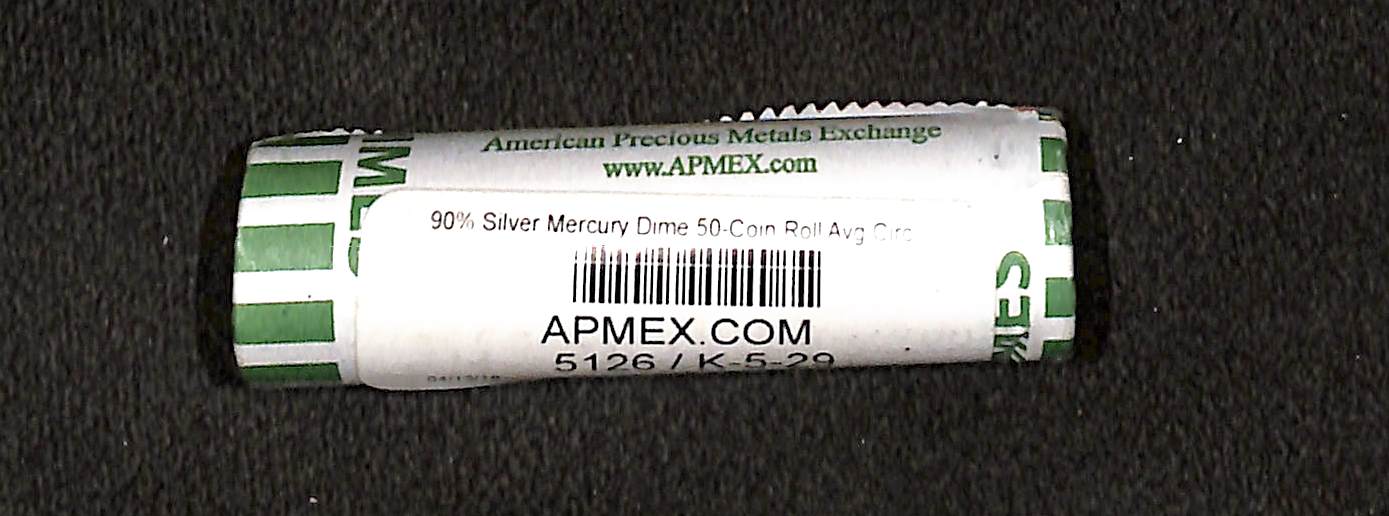 American Precious Metals Exchange
www.APMEX.com
90% Silver Mercury Dime 50-Coin Roll Avg Circ
APMEX.COM
5126 / K-5-29